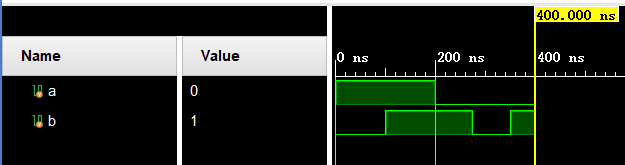 400.000 ns
Name Value
0 ns 200 ns 400 ns
a 0
b 1